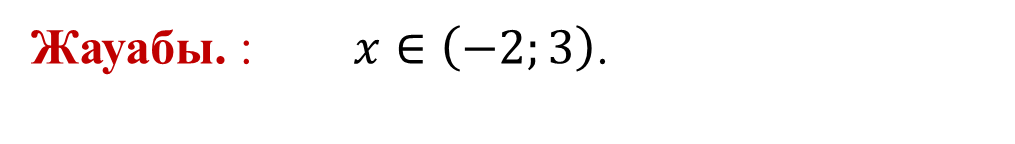 Жауабы. : x ∈ (−2; 3).